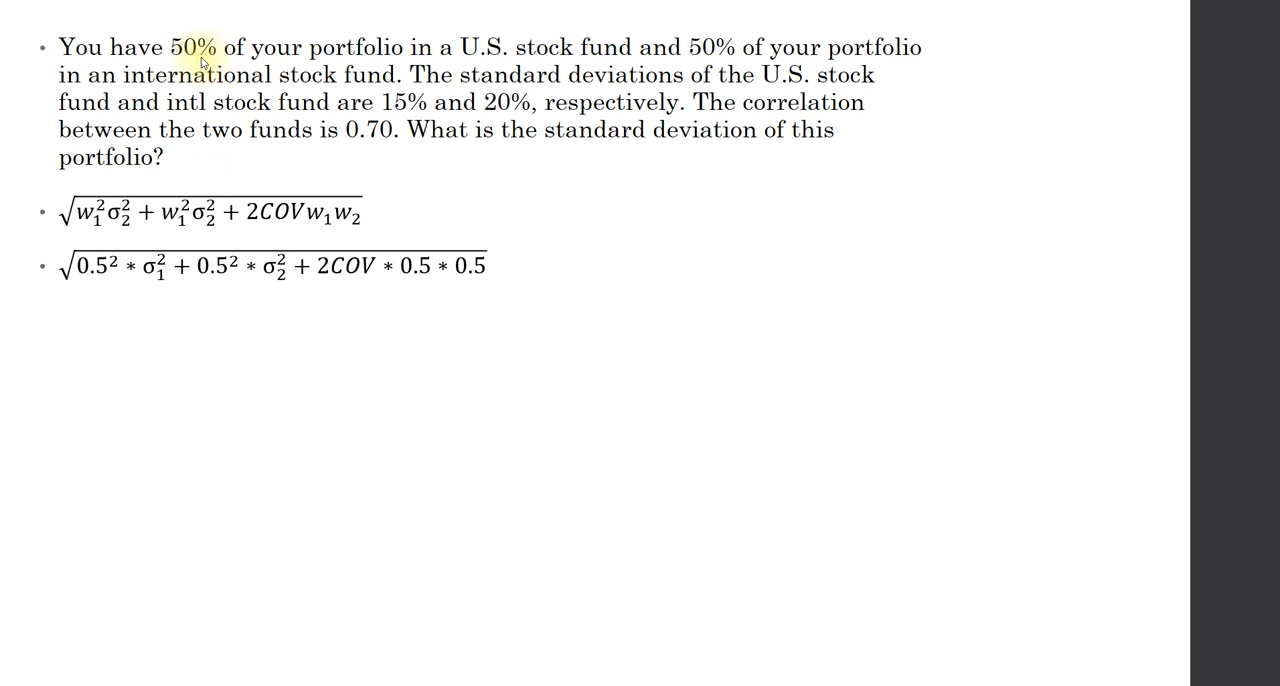 • You have 50% of your portfolio in a U.S. stock fund and 50% of your portfolio
in an international stock fund. The standard deviations of the U.S. stock
fund and intl stock fund are 15% and 20%, respectively. The correlation
between the two funds is 0.70. What is the standard deviation of this
portfolio?
• √(w₁²σ₂² + w₁²σ₂² + 2COVw₁w₂)
• √(0.5² * σ₁² + 0.5² * σ₂² + 2COV * 0.5 * 0.5)